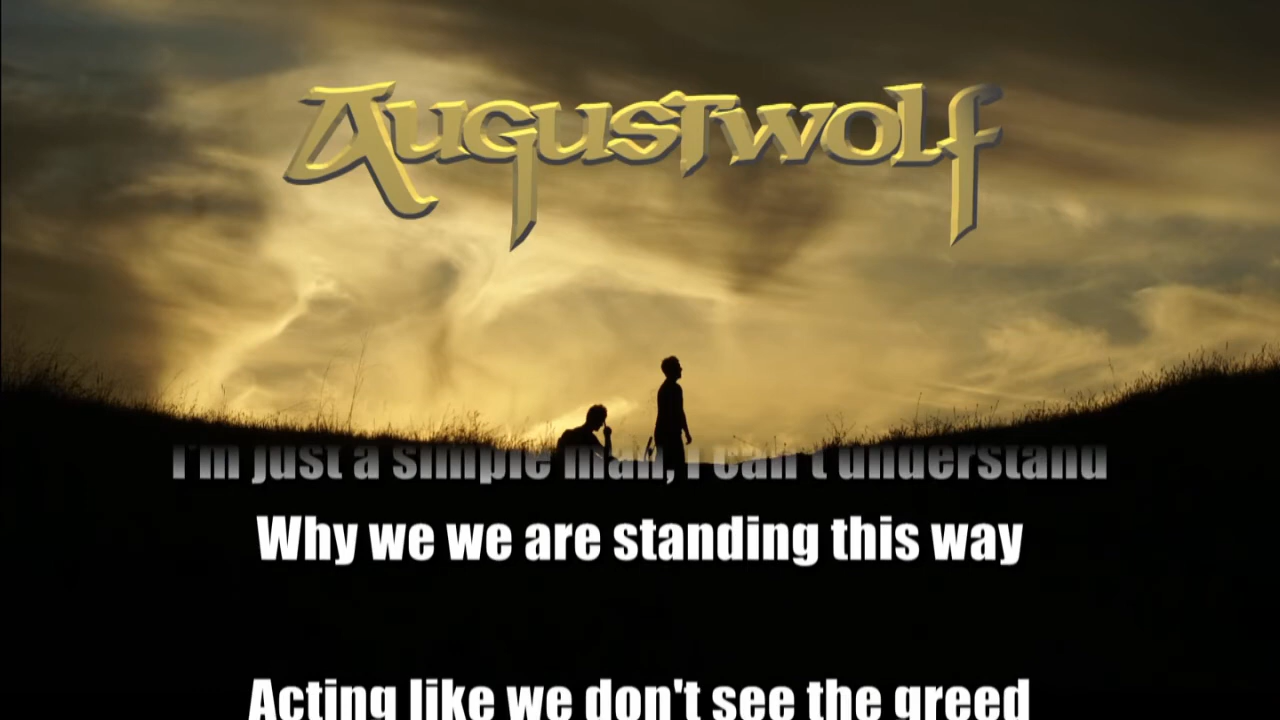 Augustwolf
I'm just a simple man, I can't understand
Why we we are standing this way
Acting like we don't see the greed